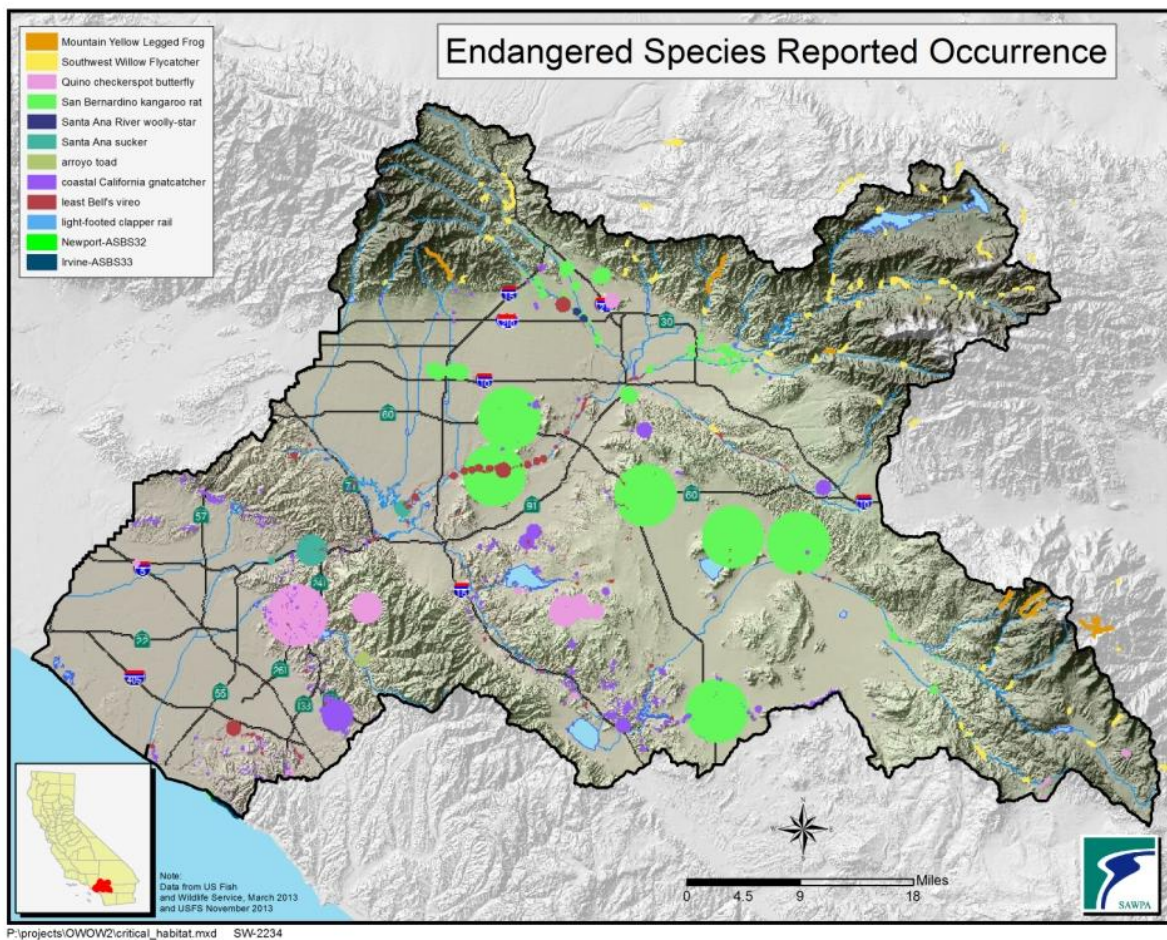 Endangered Species Reported Occurrence
Mountain Yellow Legged Frog
Southwest Willow Flycatcher
Quino checkerspot butterfly
San Bernardino kangaroo rat
Santa Ana River woolly-star
Santa Ana sucker
arroyo toad
coastal California gnatcatcher
least Bell's vireo
light-footed clapper rail
Newport-ASBS32
Irvine-ASBS33
15
210
30
10
60
71
91
60
10
57
5
241
15
22
261
405
55
133
Note:
Data from US Fish
and Wildlife Service, March 2013
and USFS November 2013
N
Miles
0 4.5 9 18
SAWPA
P:\projects\OWOW2\critical_habitat.mxd SW-2234